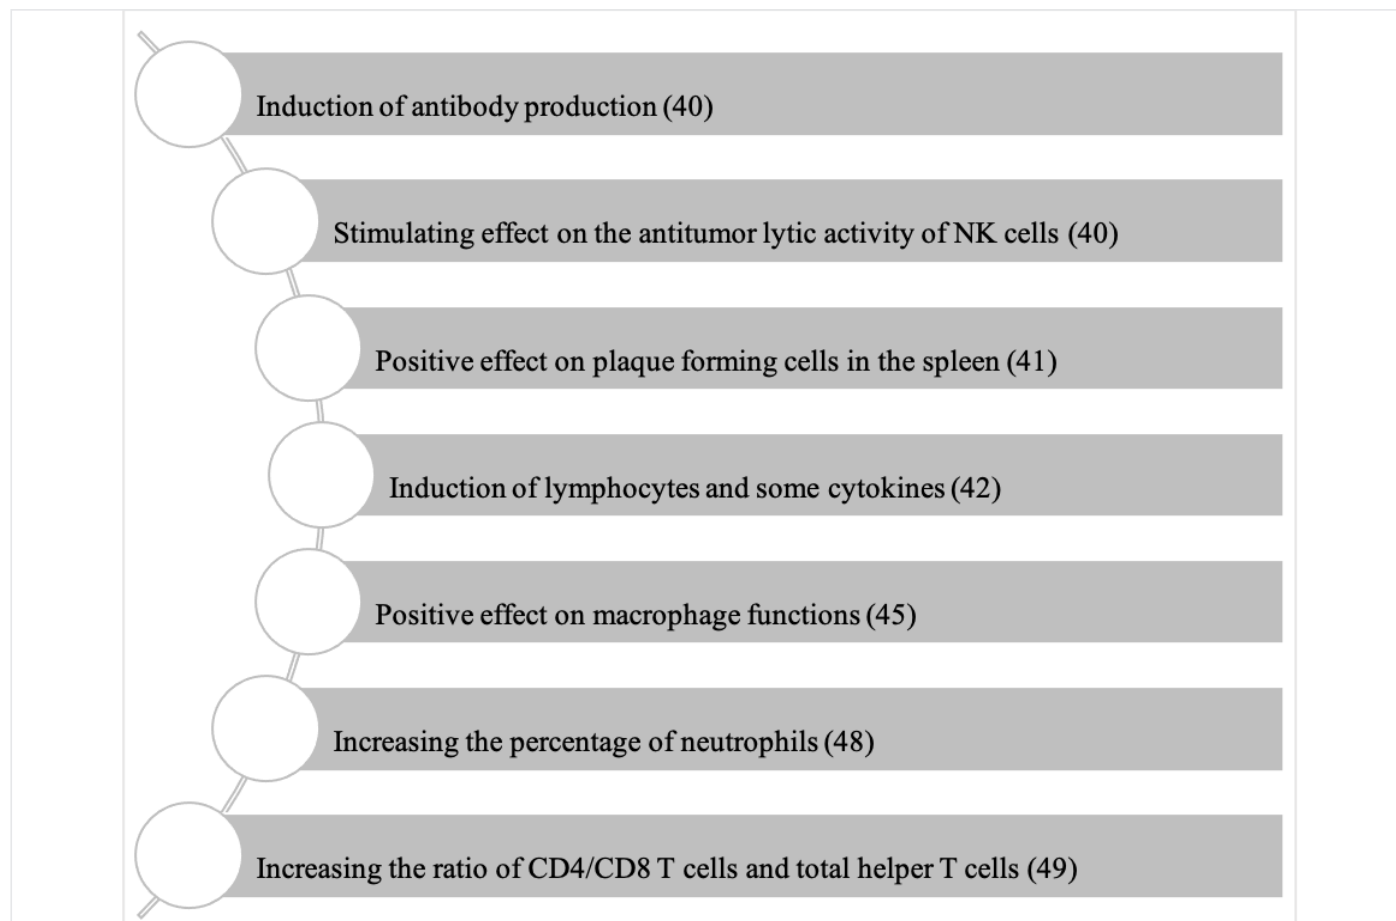 Induction of antibody production (40)
Stimulating effect on the antitumor lytic activity of NK cells (40)
Positive effect on plaque forming cells in the spleen (41)
Induction of lymphocytes and some cytokines (42)
Positive effect on macrophage functions (45)
Increasing the percentage of neutrophils (48)
Increasing the ratio of CD4/CD8 T cells and total helper T cells (49)